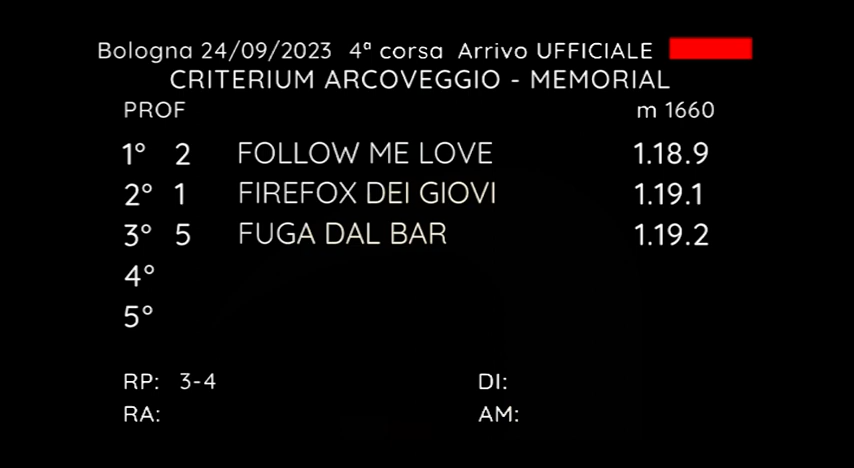 Bologna 24/09/2023 4ª corsa Arrivo UFFICIALE
CRITERIUM ARCOVEGGIO - MEMORIAL
PROF m 1660
1° 2 FOLLOW ME LOVE 1.18.9
2° 1 FIREFOX DEI GIOVI 1.19.1
3° 5 FUGA DAL BAR 1.19.2
4°
5°
RP: 3-4 DI:
RA: AM: